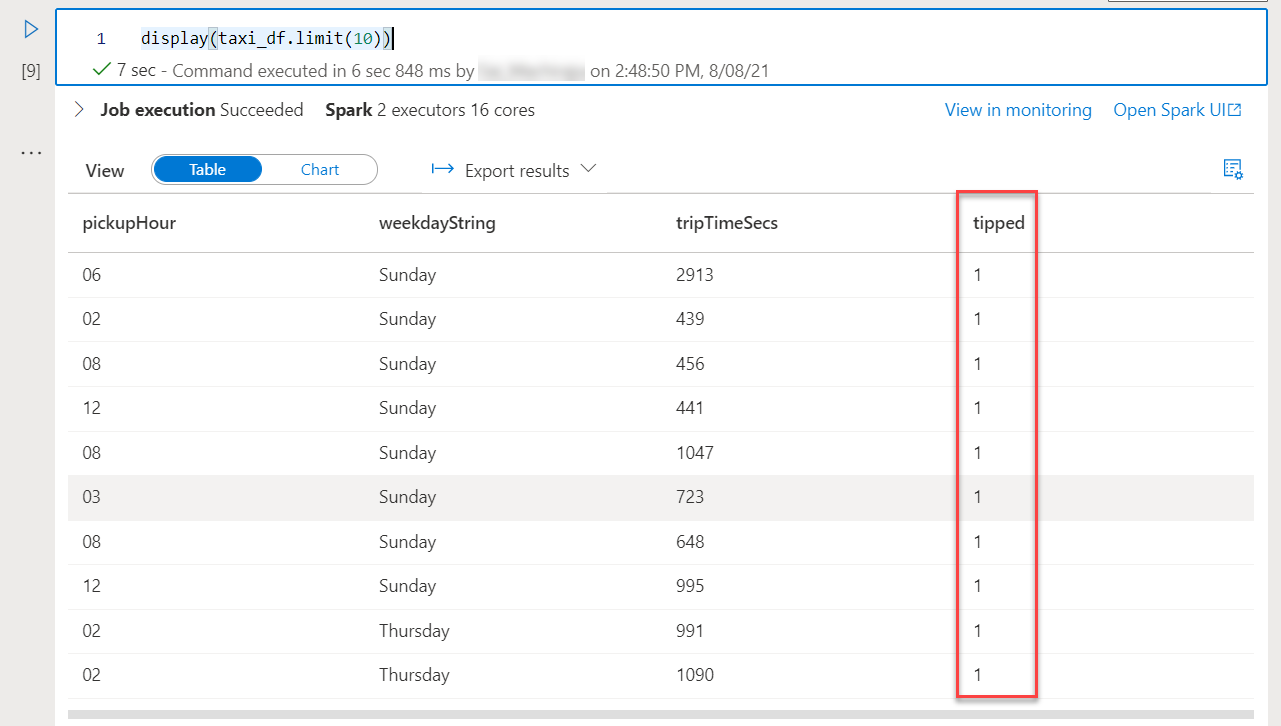 1 display(taxi_df.limit(10))
[9] 7 sec - Command executed in 6 sec 848 ms by on 2:48:50 PM, 8/08/21
Job execution Succeeded Spark 2 executors 16 cores View in monitoring Open Spark UI
...
View Table Chart Export results
pickupHour weekdayString tripTimeSecs tipped
06 Sunday 2913 1
02 Sunday 439 1
08 Sunday 456 1
12 Sunday 441 1
08 Sunday 1047 1
03 Sunday 723 1
08 Sunday 648 1
12 Sunday 995 1
02 Thursday 991 1
02 Thursday 1090 1